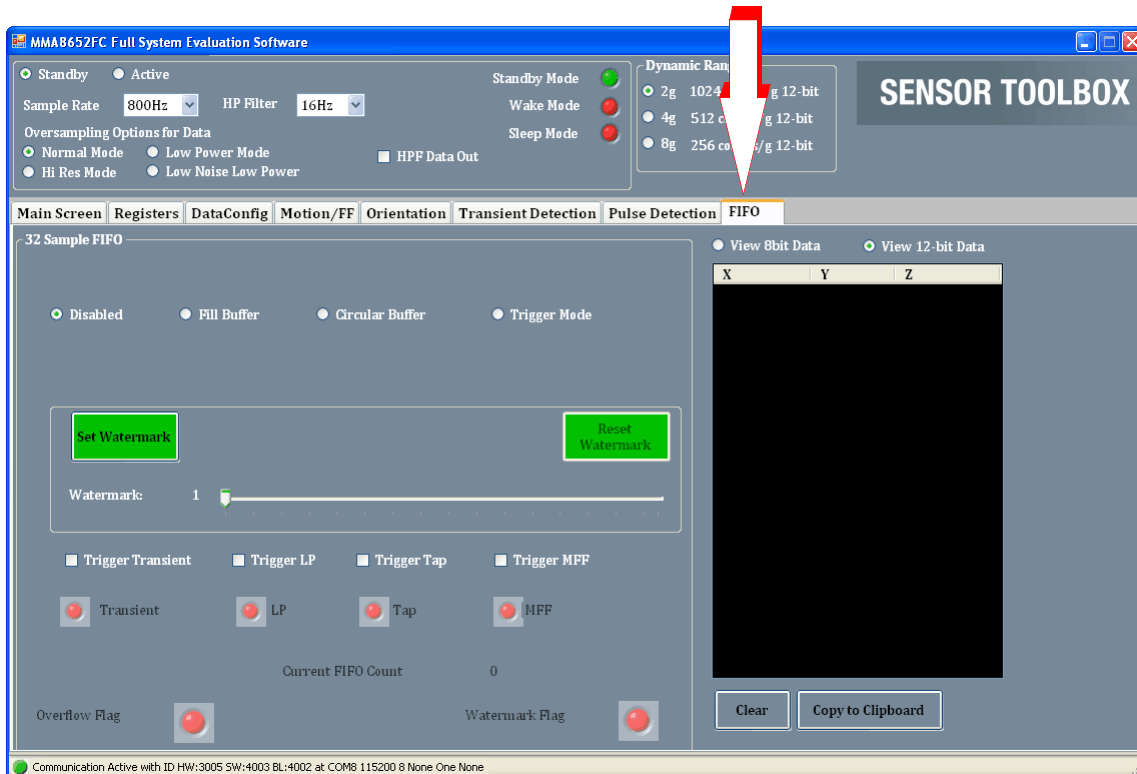 MMA8652FC Full System Evaluation Software
Standby Active
Sample Rate 800Hz HP Filter 16Hz
Oversampling Options for Data
Normal Mode Low Power Mode
Hi Res Mode Low Noise Low Power
HPF Data Out
Standby Mode
Wake Mode
Sleep Mode
Dynamic
2g 1024 g 12-bit
4g 512 g 12-bit
8g 256 /g 12-bit
SENSOR TOOLBOX
Main Screen Registers DataConfig Motion/FF Orientation Transient Detection Pulse Detection FIFO
32 Sample FIFO
Disabled Fill Buffer Circular Buffer Trigger Mode
Set Watermark
Reset
Watermark
Watermark: 1
Trigger Transient Trigger LP Trigger Tap Trigger MFF
Transient LP Tap MFF
Current FIFO Count 0
Overflow Flag Watermark Flag
View 8bit Data View 12-bit Data
X Y Z
Clear Copy to Clipboard
Communication Active with ID HW:3005 SW:4003 BL:4002 at COM8 115200 8 None One None